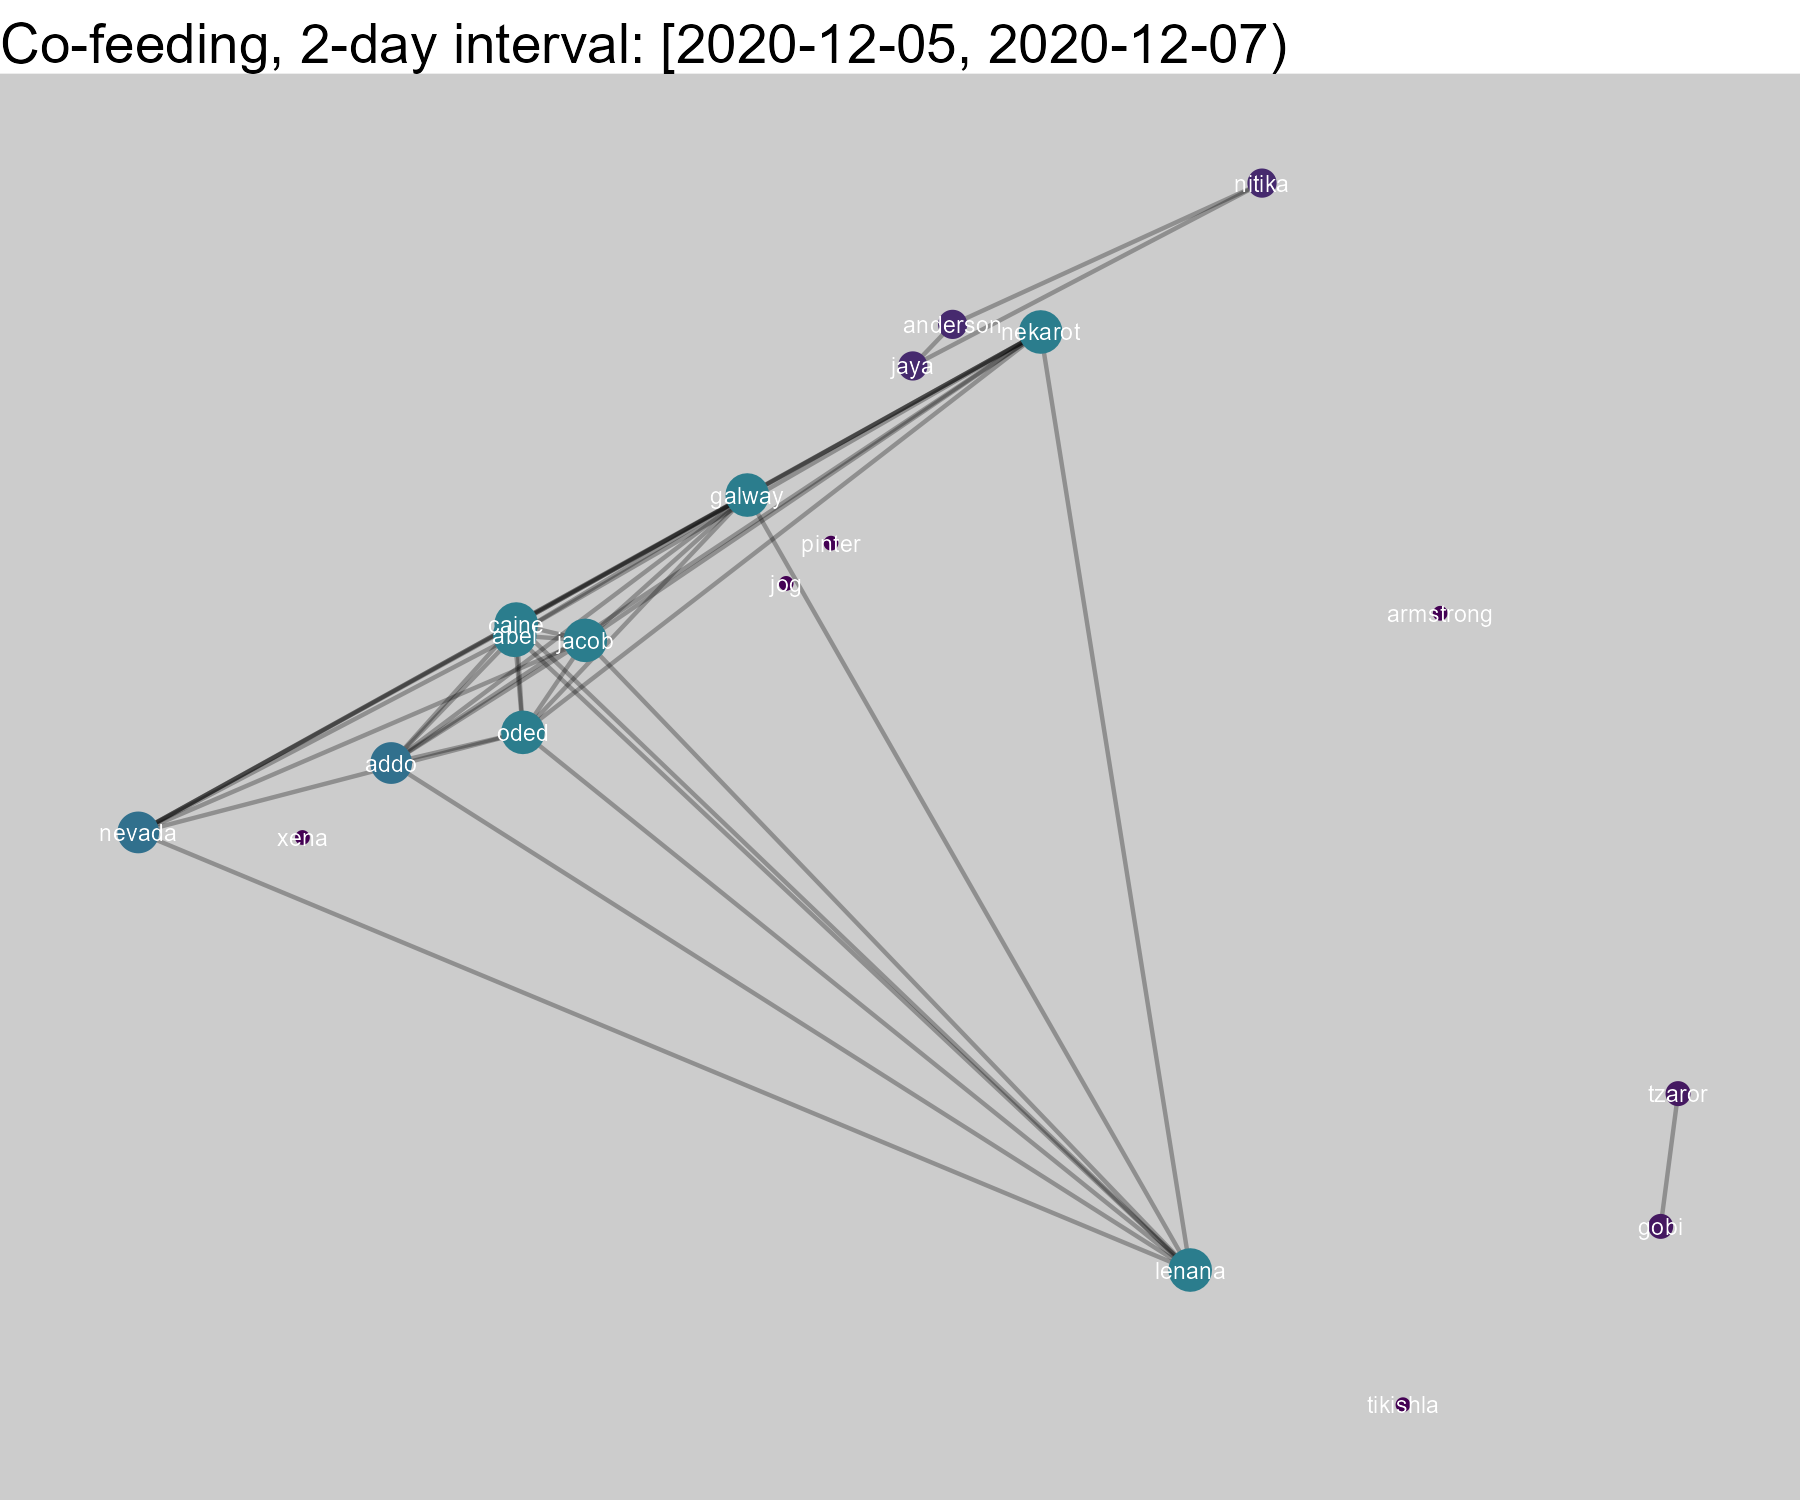 Co-feeding, 2-day interval: [2020-12-05, 2020-12-07)
nitika
anderson
nekarot
jaya
galway
pinter
jog
armstrong
caine
abel
jacob
oded
addo
nevada
xena
tzaror
gobi
lenana
tikishla